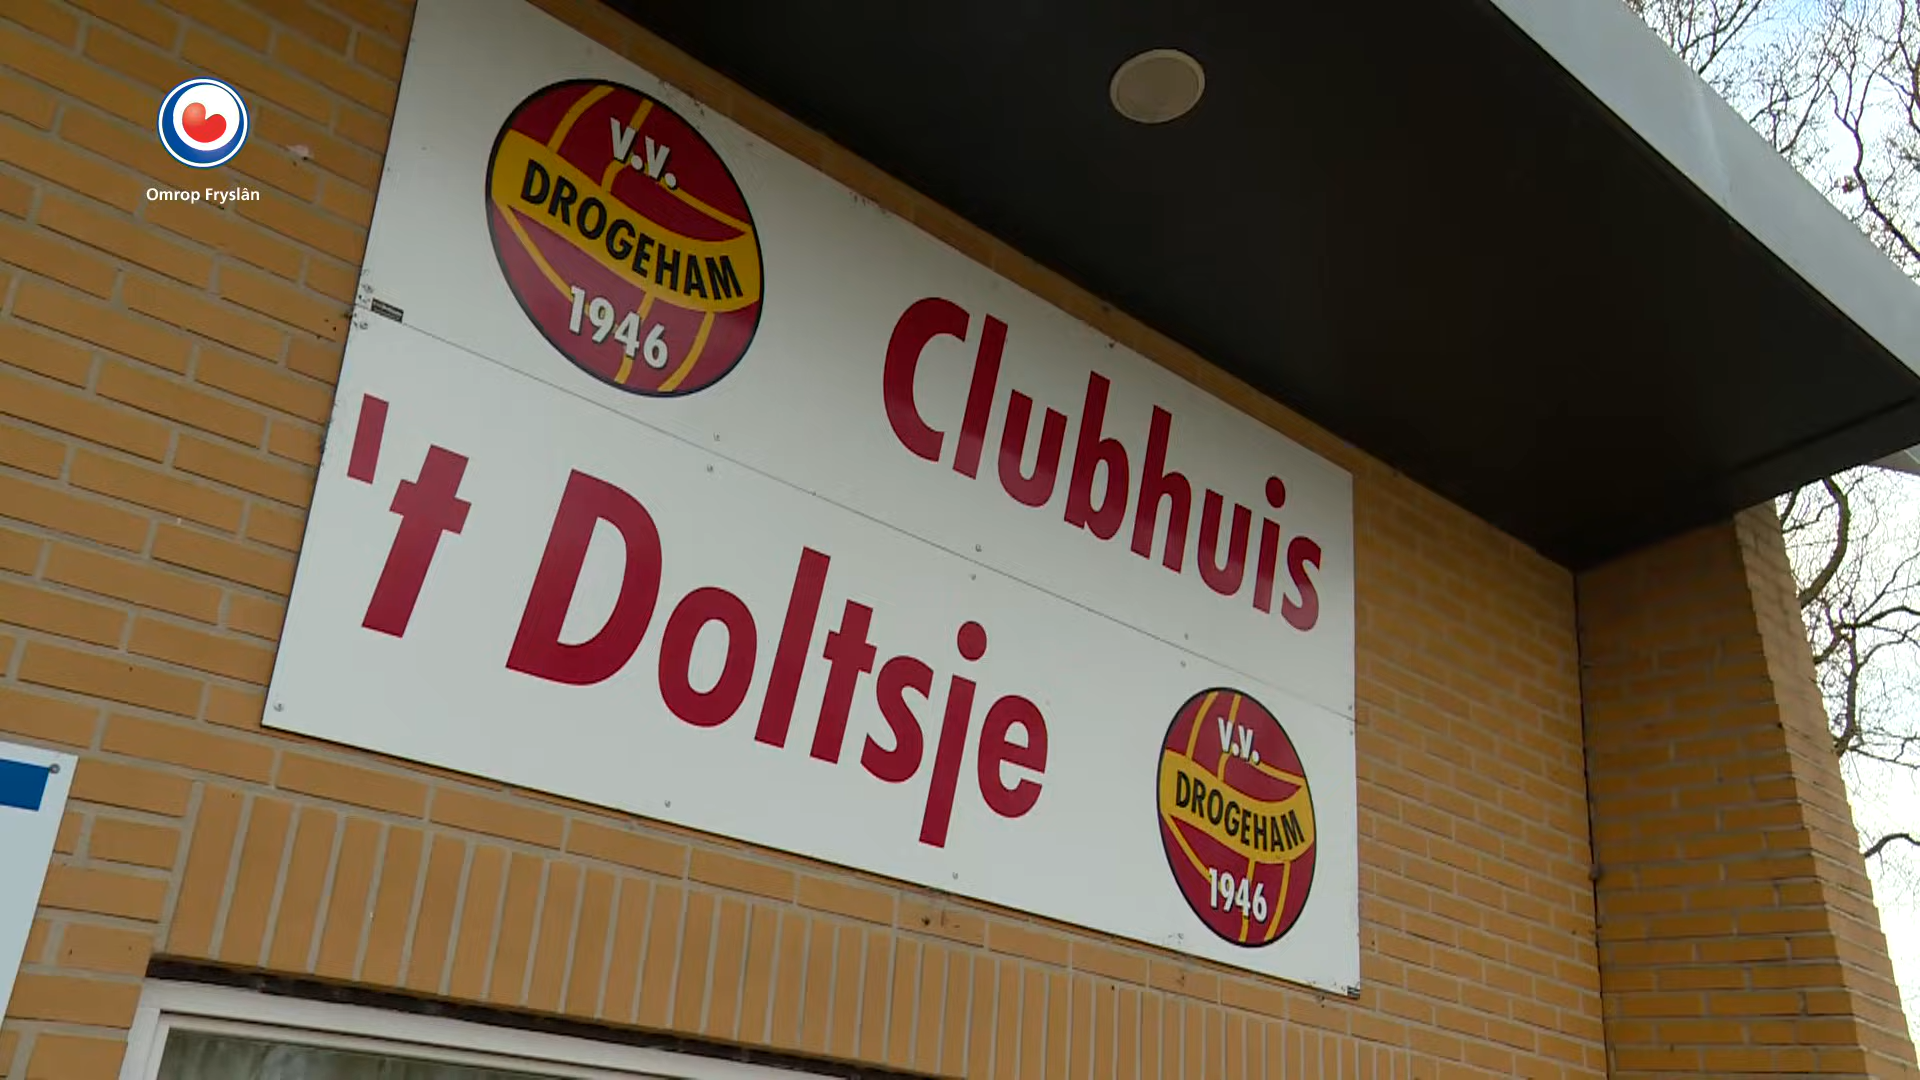 Omrop Fryslân
v.v.
DROGEHAM
1946
Clubhuis
't Doltsje
v.v.
DROGEHAM
1946